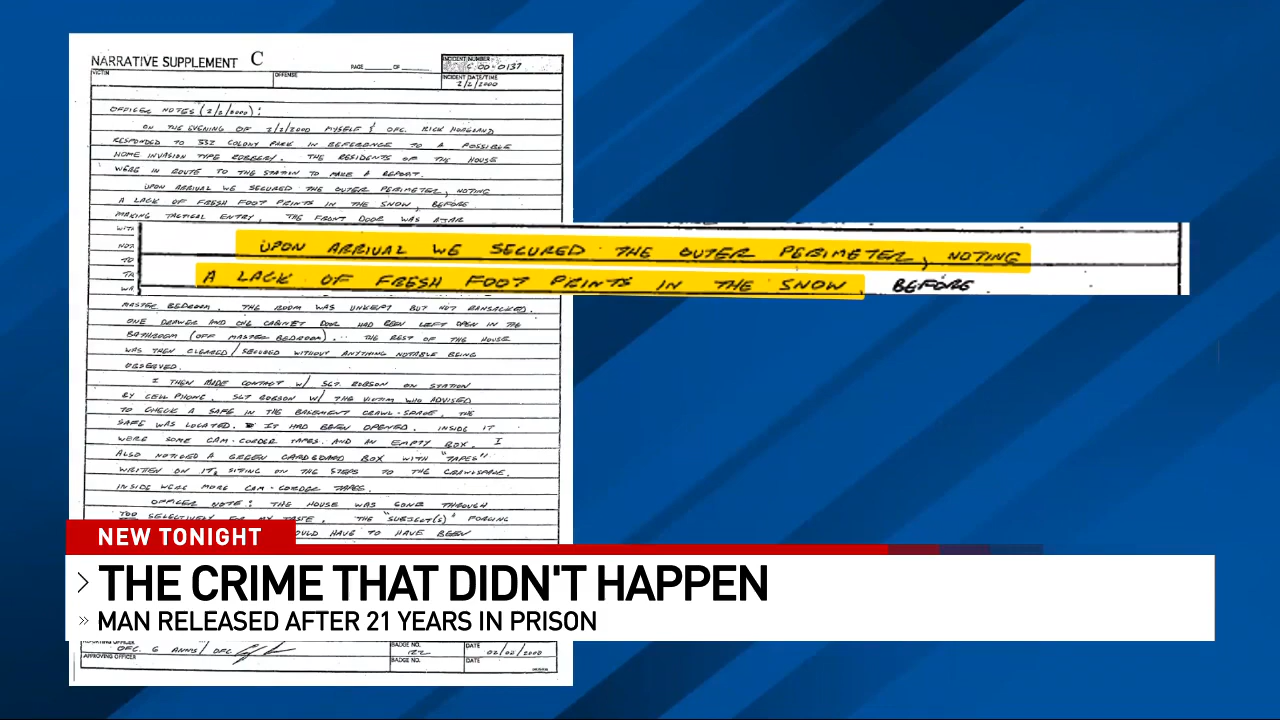 NARRATIVE SUPPLEMENT C
PAGE ____ OF ____
INCIDENT NUMBER
00-0137
VICTIM
OFFENSE
INCIDENT DATE/TIME
2/2/2000
OFFICER NOTES (2/2/2000):
ON THE EVENING OF 2/2/2000 MYSELF & OFC. RICK HOAGLAND
RESPONDED TO 532 COLONY PARK IN REFERENCE TO A POSSIBLE
HOME INVASION TYPE ROBBERY. THE RESIDENTS OF THE HOUSE
WERE IN ROUTE TO THE STATION TO MAKE A REPORT.
UPON ARRIVAL WE SECURED THE OUTER PERIMETER, NOTING
A LACK OF FRESH FOOT PRINTS IN THE SNOW, BEFORE
MAKING TACTICAL ENTRY. THE FRONT DOOR WAS AJAR
UPON ARRIVAL WE SECURED THE OUTER PERIMETER, NOTING
A LACK OF FRESH FOOT PRINTS IN THE SNOW, BEFORE
MASTER BEDROOM. THE ROOM WAS UNKEPT BUT NOT RANSACKED.
ONE DRAWER AND ONE CABINET DOOR HAD BEEN LEFT OPEN IN THE
BATHROOM (OFF MASTER BEDROOM). THE REST OF THE HOUSE
WAS THEN CLEARED/SECURED WITHOUT ANYTHING NOTABLE BEING
OBSERVED.
I THEN MADE CONTACT W/ SGT. ROBSON ON STATION
BY CELL PHONE. SGT ROBSON W/ THE VICTIM WHO ADVISED
TO CHECK A SAFE IN THE BASEMENT CRAWL-SPACE. THE
SAFE WAS LOCATED. IT HAD BEEN OPENED. INSIDE IT
WERE SOME CAM-CORDER TAPES AND AN EMPTY BOX. I
ALSO NOTICED A GREEN CARDBOARD BOX WITH "TAPES"
WRITTEN ON IT, SITING ON THE STEPS TO THE CRAWLSPACE.
INSIDE WERE MORE CAM-CORDER TAPES.
OFFICER NOTE: THE HOUSE WAS GONE THROUGH
TOO SELECTIVELY FOR MY TASTE. THE "SUBJECT(S)" FORCING
OULD HAVE TO HAVE BEEN
NEW TONIGHT
THE CRIME THAT DIDN'T HAPPEN
MAN RELEASED AFTER 21 YEARS IN PRISON
OFC. G
BADGE NO.
DATE
02/02/2000
APPROVING OFFICER
BADGE NO.
DATE